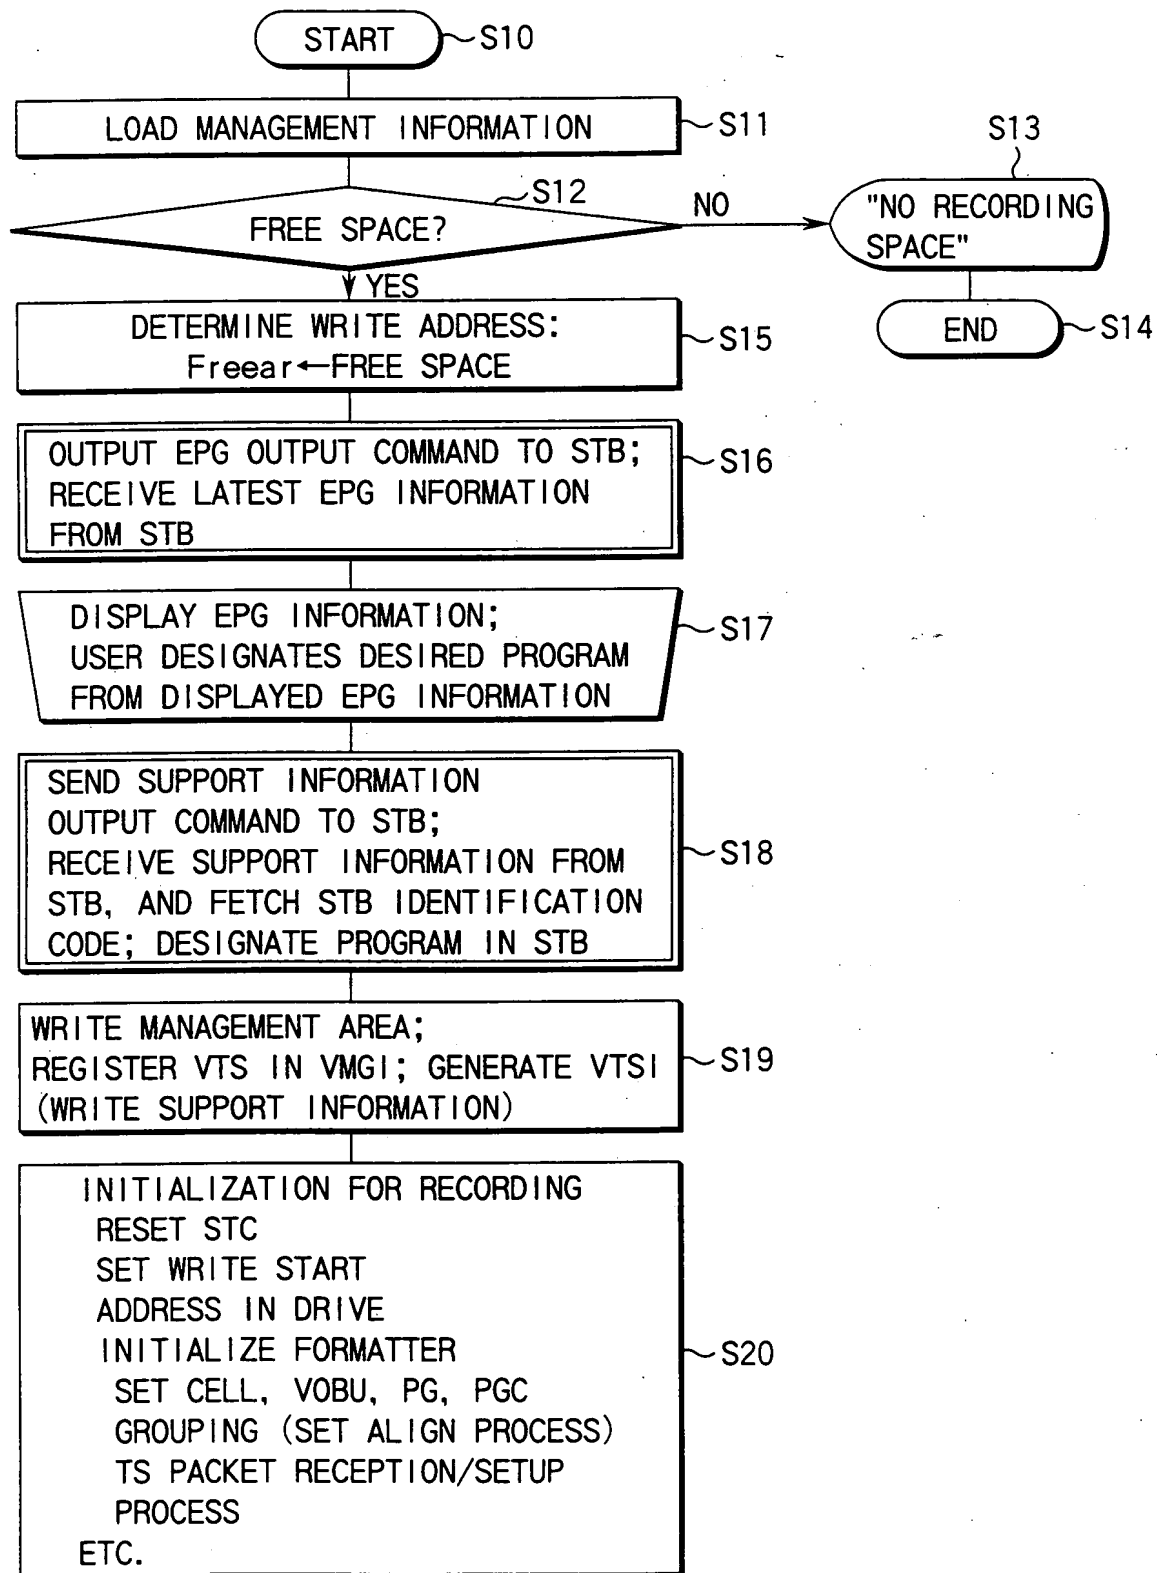 START
S10
LOAD MANAGEMENT INFORMATION
S11
S12
FREE SPACE?
NO
S13
"NO RECORDING
SPACE"
END
S14
YES
DETERMINE WRITE ADDRESS:
Freear←FREE SPACE
S15
OUTPUT EPG OUTPUT COMMAND TO STB;
RECEIVE LATEST EPG INFORMATION
FROM STB
S16
DISPLAY EPG INFORMATION;
USER DESIGNATES DESIRED PROGRAM
FROM DISPLAYED EPG INFORMATION
S17
SEND SUPPORT INFORMATION
OUTPUT COMMAND TO STB;
RECEIVE SUPPORT INFORMATION FROM
STB, AND FETCH STB IDENTIFICATION
CODE; DESIGNATE PROGRAM IN STB
S18
WRITE MANAGEMENT AREA;
REGISTER VTS IN VMGI; GENERATE VTSI
(WRITE SUPPORT INFORMATION)
S19
INITIALIZATION FOR RECORDING
RESET STC
SET WRITE START
ADDRESS IN DRIVE
INITIALIZE FORMATTER
SET CELL, VOBU, PG, PGC
GROUPING (SET ALIGN PROCESS)
TS PACKET RECEPTION/SETUP
PROCESS
ETC.
S20